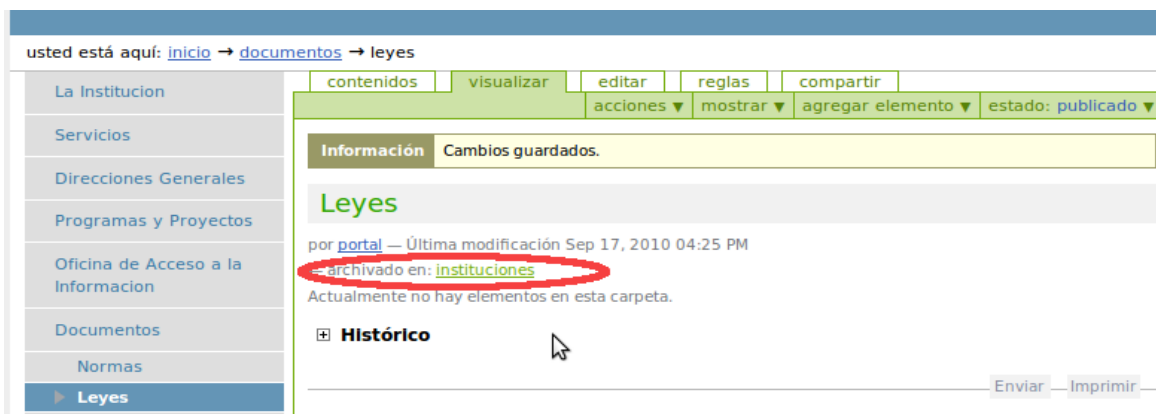 usted está aquí: inicio → documentos → leyes
La Institucion
Servicios
Direcciones Generales
Programas y Proyectos
Oficina de Acceso a la
Informacion
Documentos
Normas
Leyes
contenidos visualizar editar reglas compartir
acciones ▼ mostrar ▼ agregar elemento ▼ estado: publicado ▼
Información Cambios guardados.
Leyes
por portal — Última modificación Sep 17, 2010 04:25 PM
— archivado en: instituciones
Actualmente no hay elementos en esta carpeta.
Histórico
Enviar — Imprimir